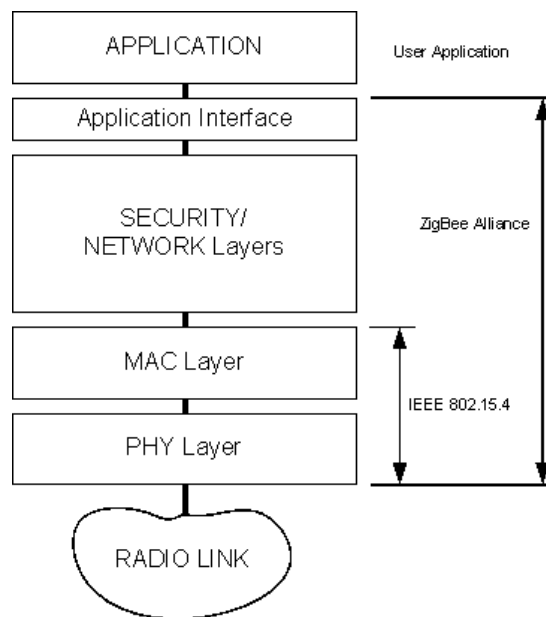 APPLICATION
User Application
Application Interface
SECURITY/
NETWORK Layers
ZigBee Alliance
MAC Layer
IEEE 802.15.4
PHY Layer
RADIO LINK